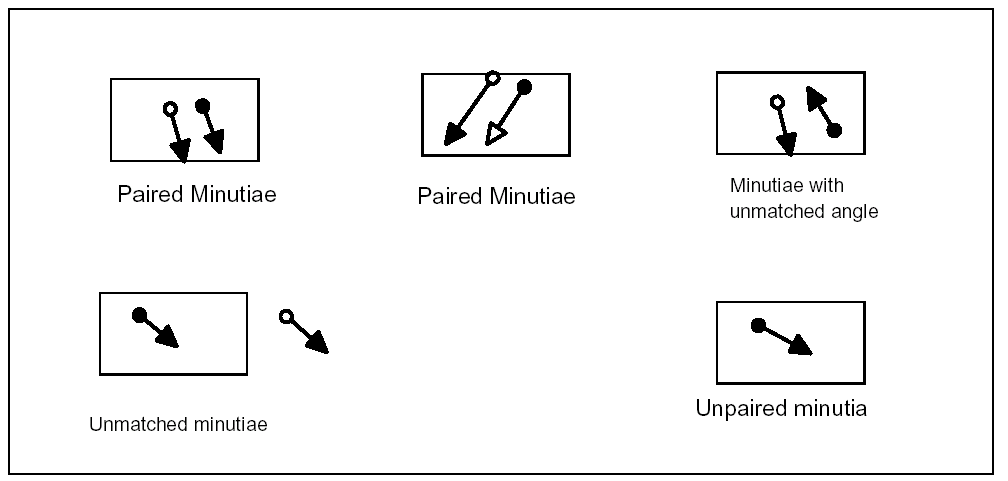 Paired Minutiae
Paired Minutiae
Minutiae with
unmatched angle
Unmatched minutiae
Unpaired minutia